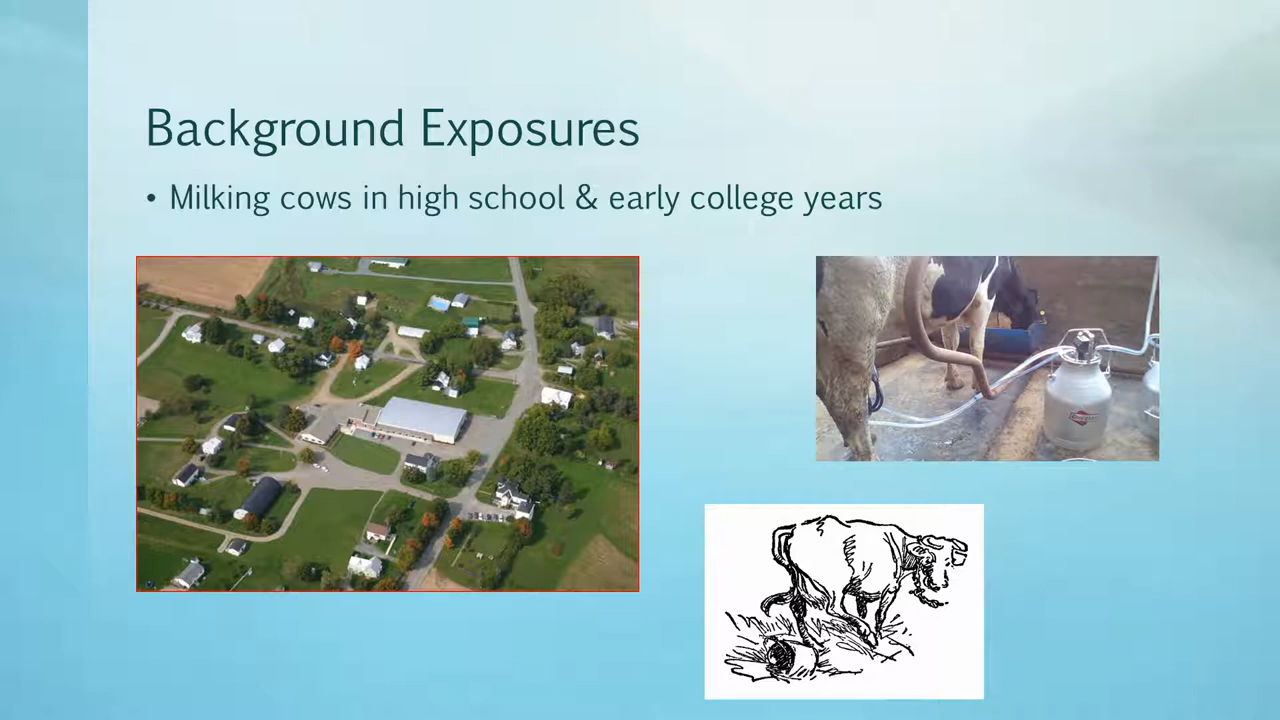 Background Exposures
• Milking cows in high school & early college years